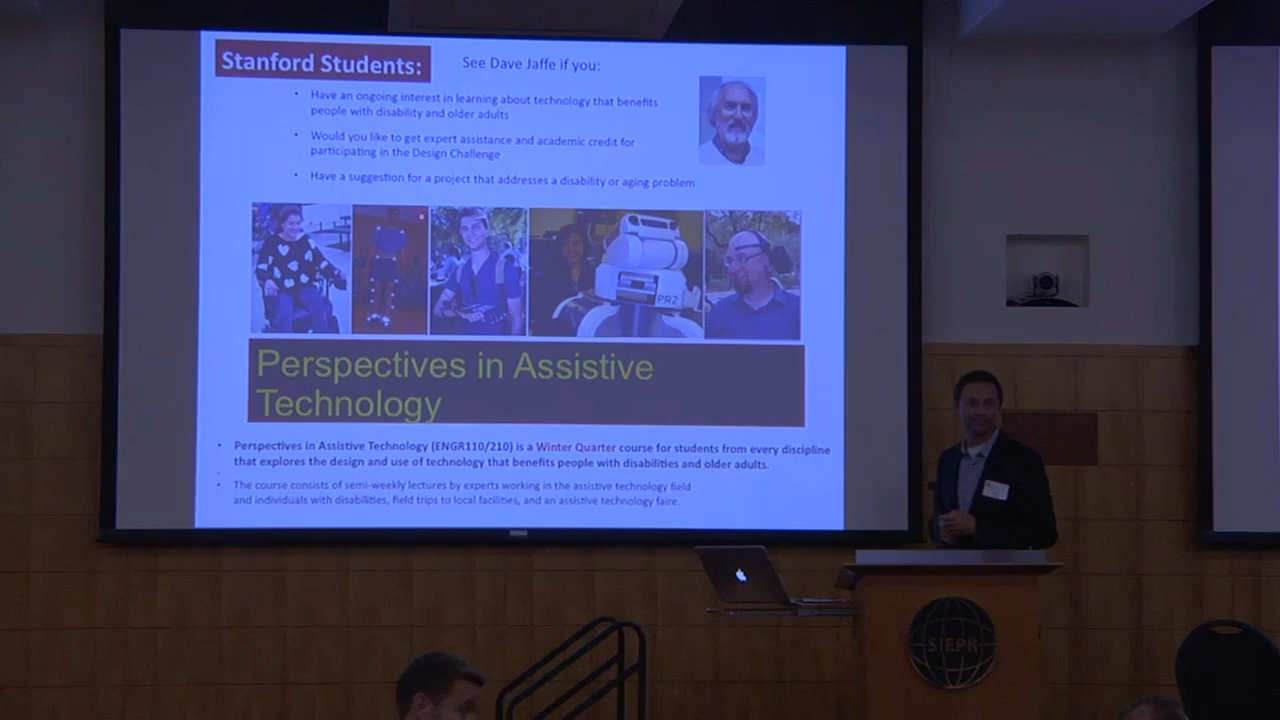 Stanford Students:
See Dave Jaffe if you:
• Have an ongoing interest in learning about technology that benefits
people with disability and older adults
• Would you like to get expert assistance and academic credit for
participating in the Design Challenge
• Have a suggestion for a project that addresses a disability or aging problem
PR2
Perspectives in Assistive
Technology
• Perspectives in Assistive Technology (ENGR110/210) is a Winter Quarter course for students from every discipline
that explores the design and use of technology that benefits people with disabilities and older adults.
• The course consists of semi-weekly lectures by experts working in the assistive technology field
and individuals with disabilities, field trips to local facilities, and an assistive technology faire.
SIEPR